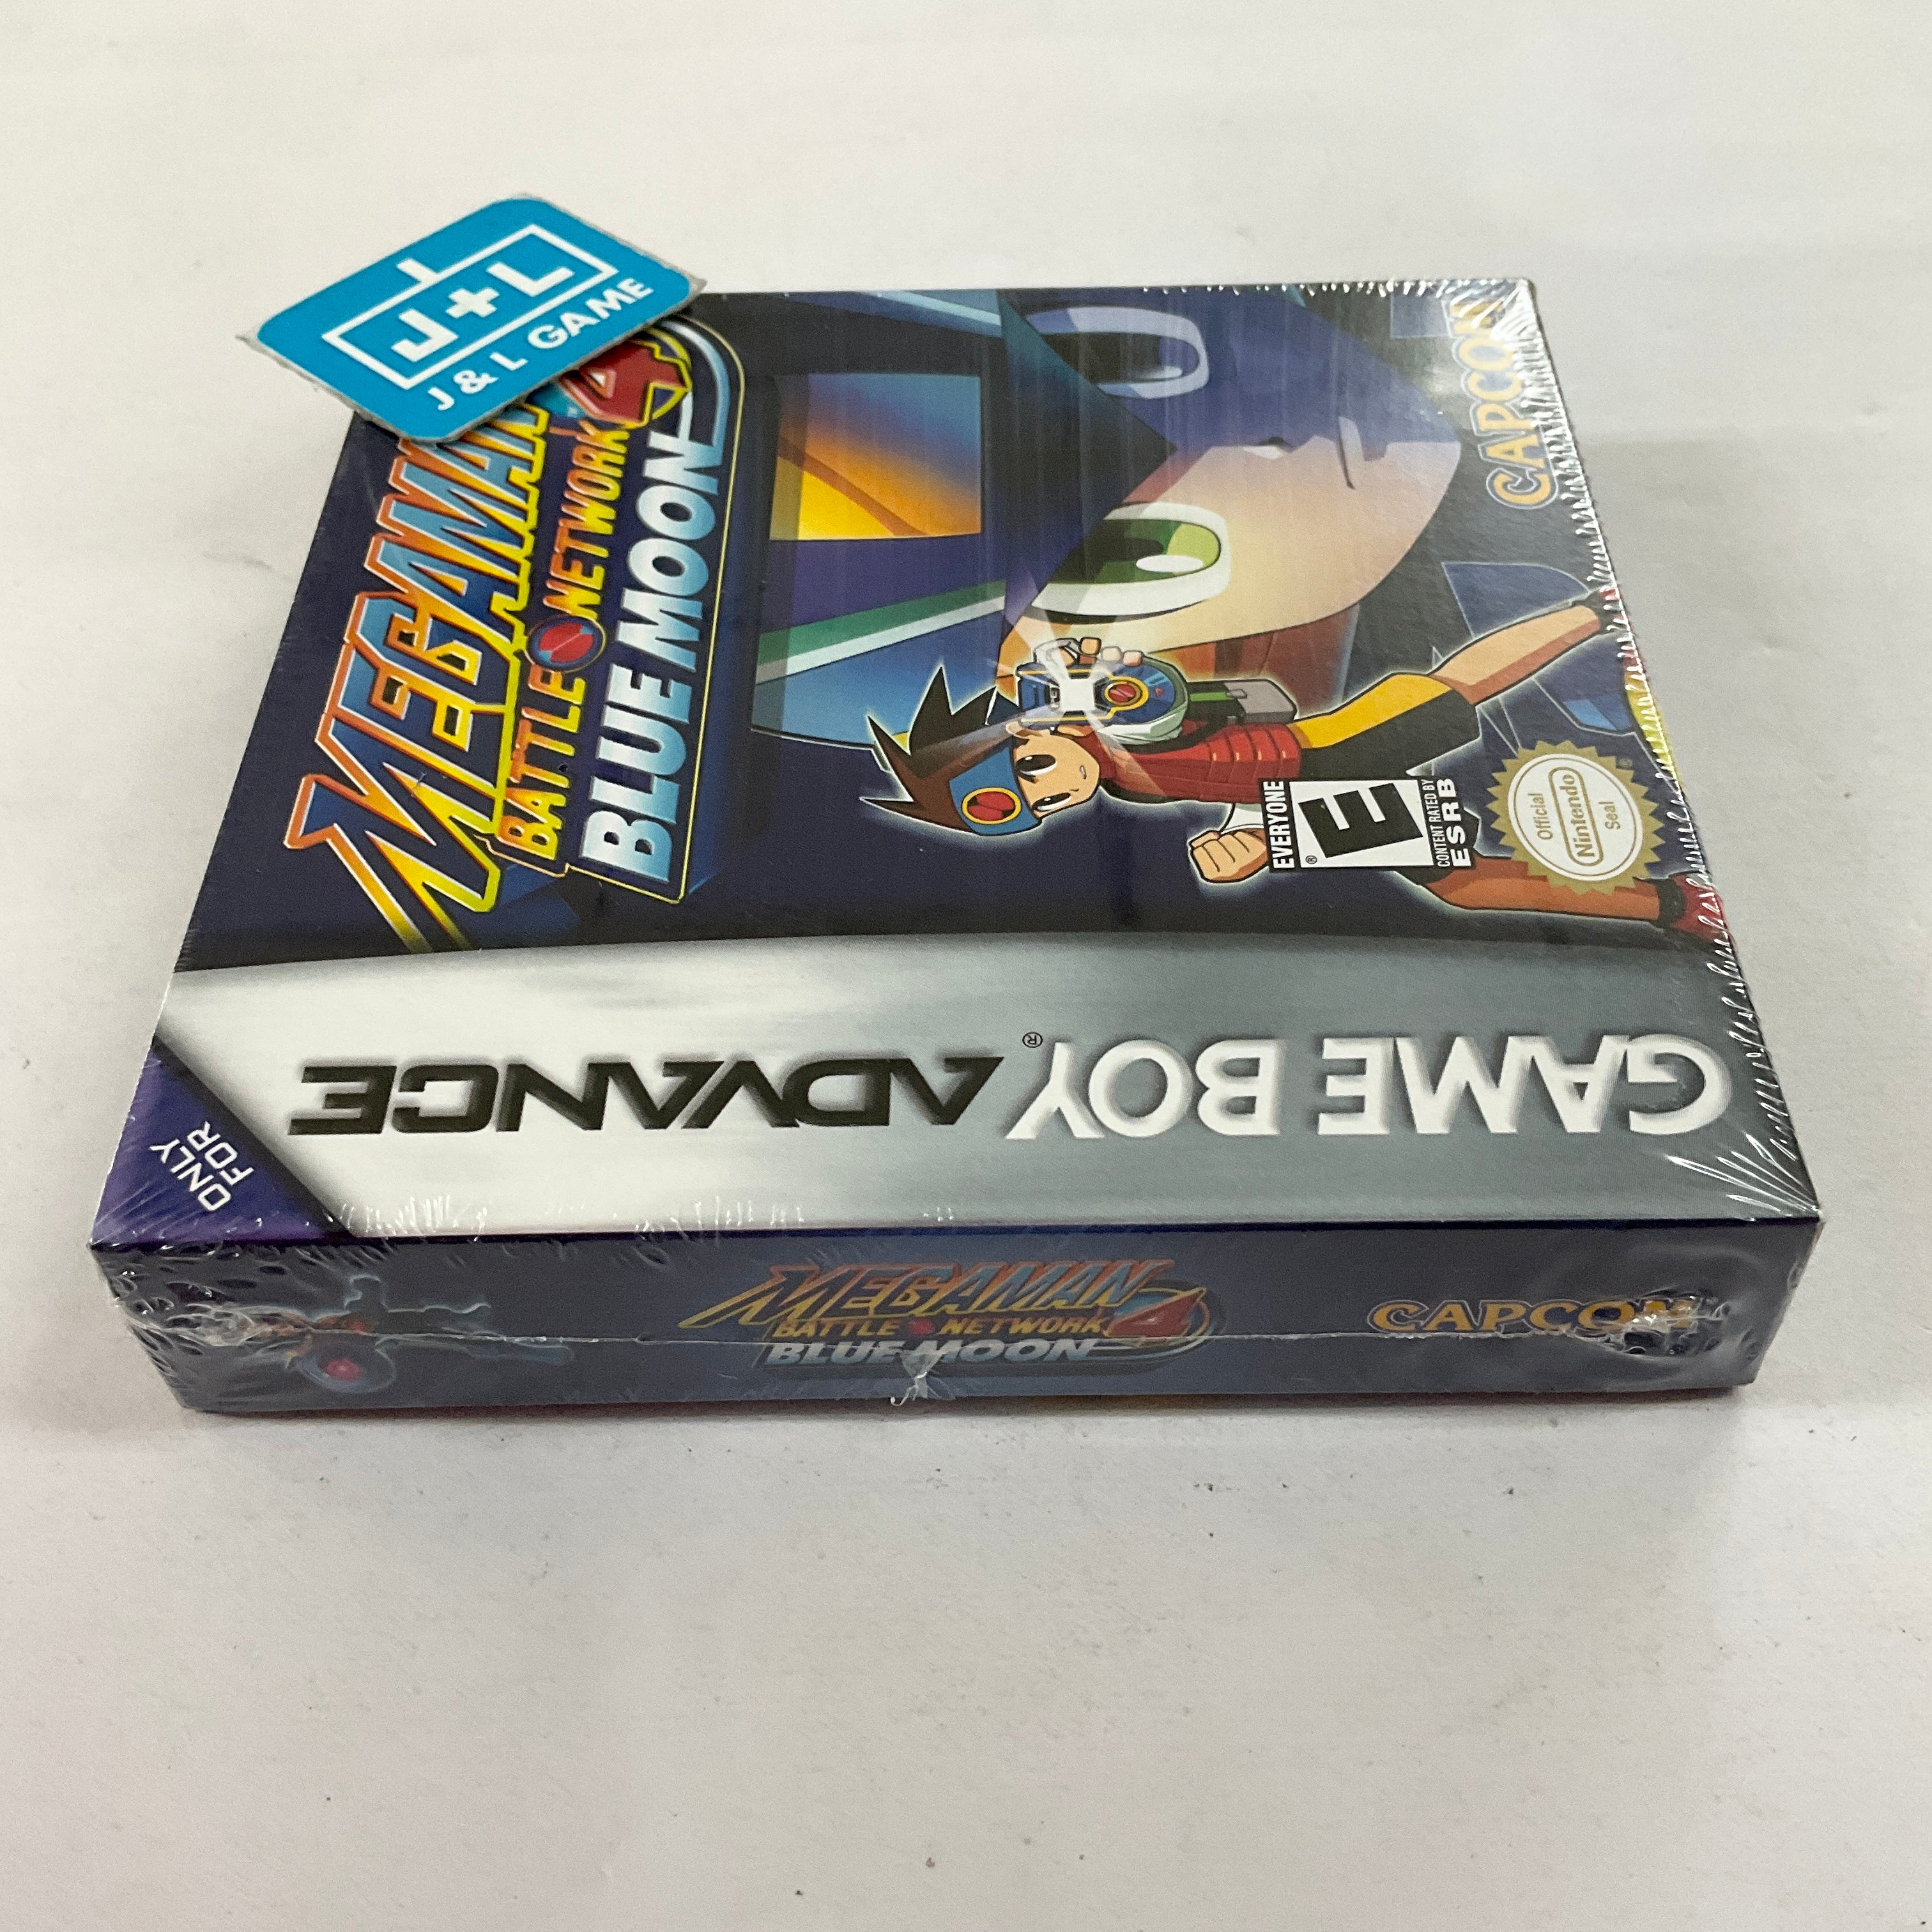 J+L
J & L GAME
MEGAMAN
BATTLE NETWORK 4
BLUE MOON
CAPCOM
EVERYONE
E
®
CONTENT RATED BY
ESRB
Official
Nintendo
Seal
®
GAME BOY ADVANCE
®
ONLY
FOR
MEGAMAN
BATTLE NETWORK 4
BLUE MOON
CAPCOM